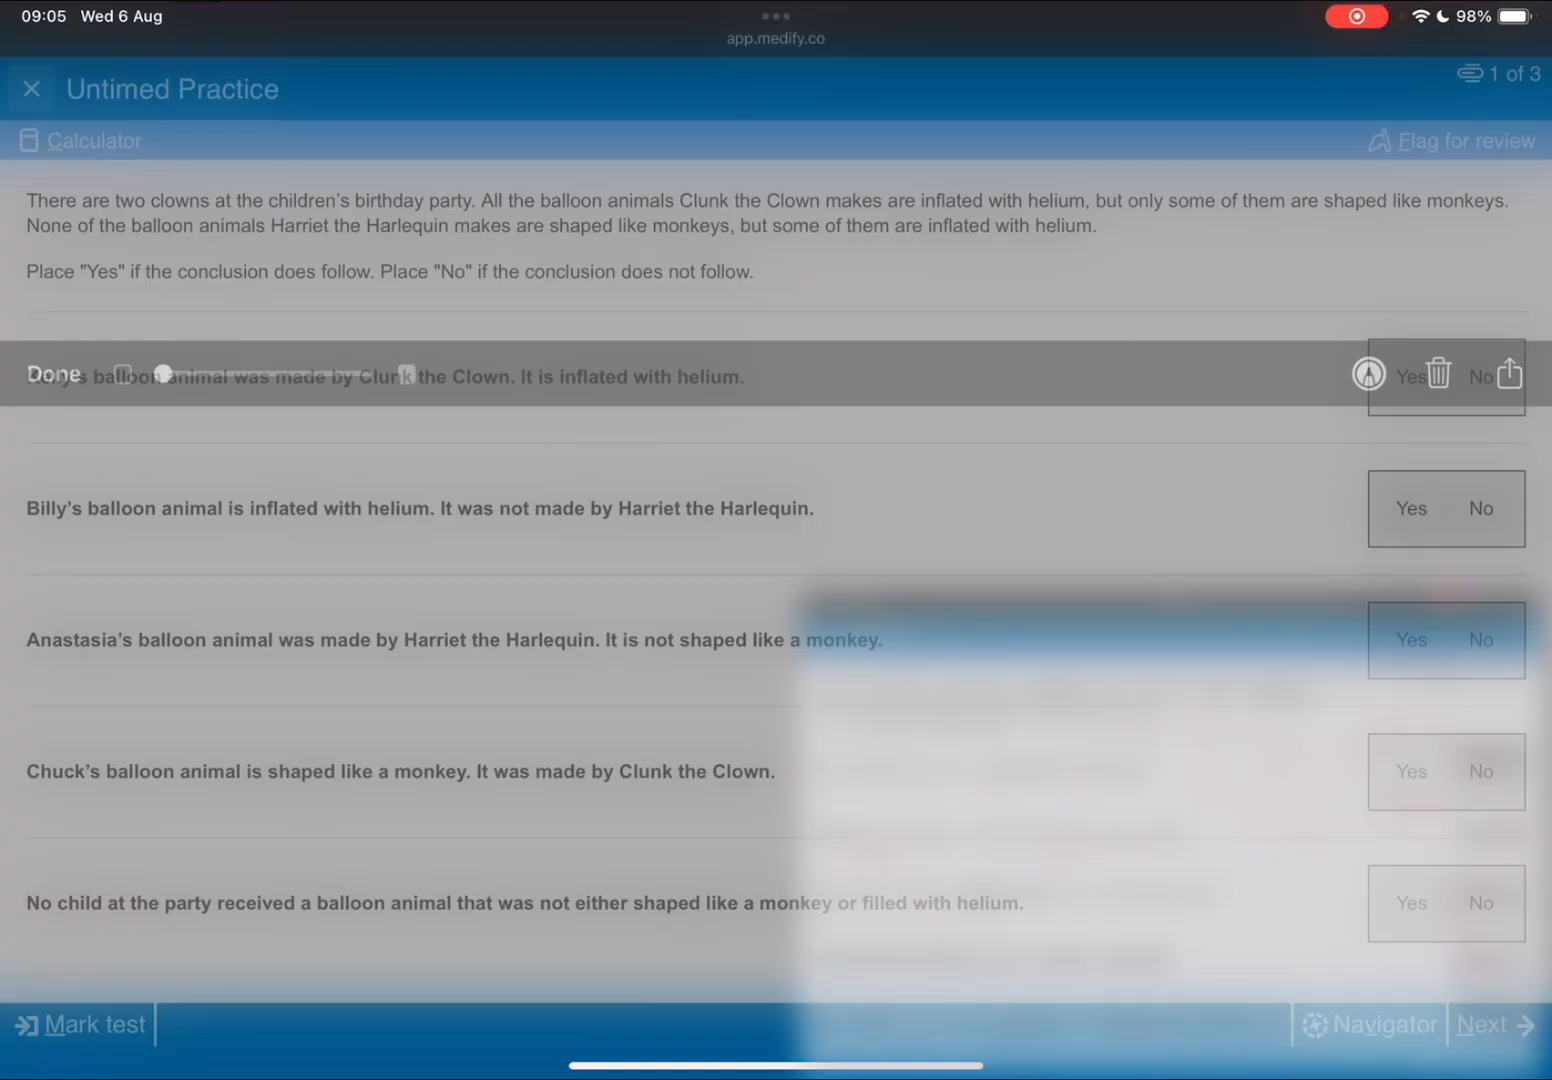 09:05 Wed 6 Aug
98%
app.medify.co
Untimed Practice
1 of 3
Calculator
Flag for review
There are two clowns at the children's birthday party. All the balloon animals Clunk the Clown makes are inflated with helium, but only some of them are shaped like monkeys.
None of the balloon animals Harriet the Harlequin makes are shaped like monkeys, but some of them are inflated with helium.
Place "Yes" if the conclusion does follow. Place "No" if the conclusion does not follow.
Done
balloon animal was made by Clunk the Clown. It is inflated with helium.
Yes No
Billy's balloon animal is inflated with helium. It was not made by Harriet the Harlequin.
Yes No
Anastasia's balloon animal was made by Harriet the Harlequin. It is not shaped like a monkey.
Yes No
Chuck's balloon animal is shaped like a monkey. It was made by Clunk the Clown.
Yes No
No child at the party received a balloon animal that was not either shaped like a monkey or filled with helium.
Yes No
Mark test
Navigator
Next